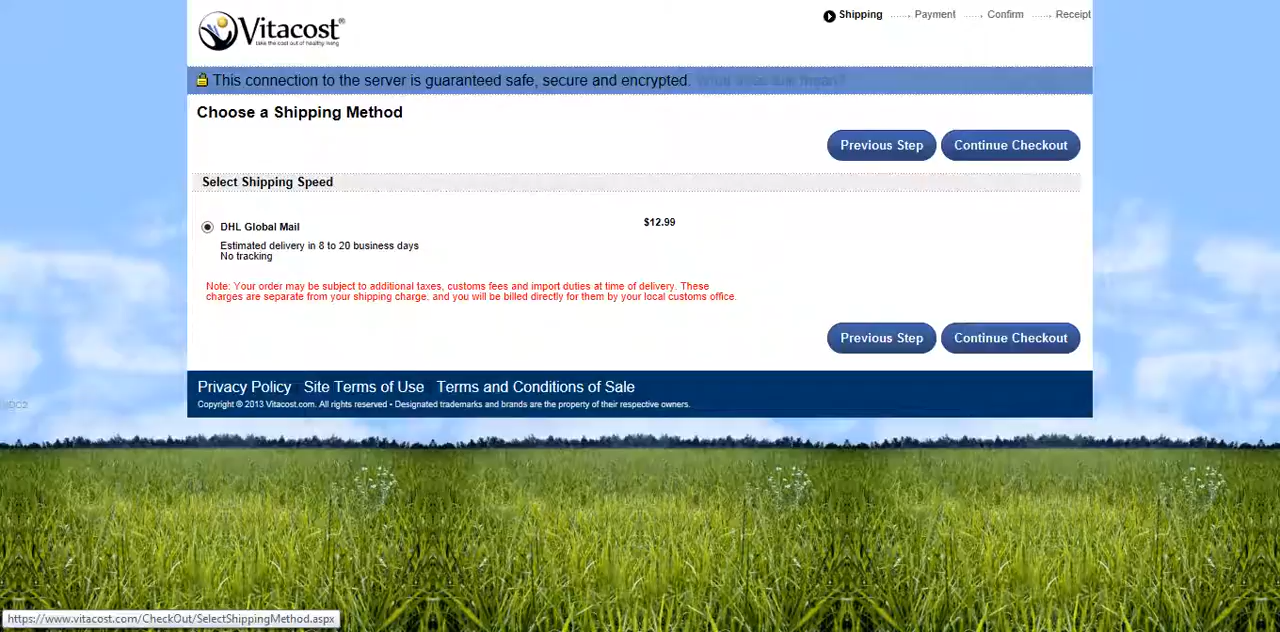 Vitacost®
take the cost out of healthy living
Shipping ...... Payment ...... Confirm ...... Receipt
This connection to the server is guaranteed safe, secure and encrypted. What does this mean?
Choose a Shipping Method
Previous Step Continue Checkout
Select Shipping Speed
DHL Global Mail $12.99
Estimated delivery in 8 to 20 business days
No tracking
Note: Your order may be subject to additional taxes, customs fees and import duties at time of delivery. These
charges are separate from your shipping charge, and you will be billed directly for them by your local customs office.
Previous Step Continue Checkout
Privacy Policy Site Terms of Use Terms and Conditions of Sale
Copyright © 2013 Vitacost.com. All rights reserved • Designated trademarks and brands are the property of their respective owners.
https://www.vitacost.com/CheckOut/SelectShippingMethod.aspx